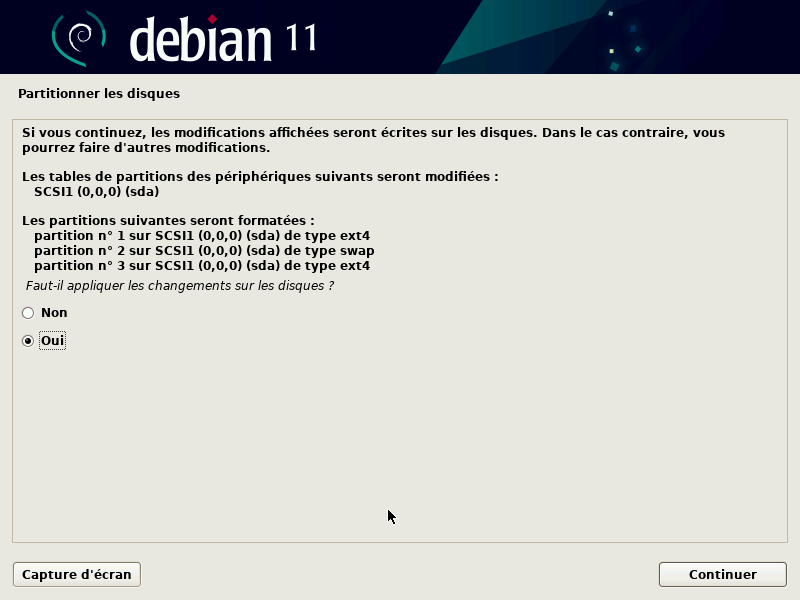 debian 11
Partitionner les disques
Si vous continuez, les modifications affichées seront écrites sur les disques. Dans le cas contraire, vous
pourrez faire d'autres modifications.
Les tables de partitions des périphériques suivants seront modifiées :
SCSI1 (0,0,0) (sda)
Les partitions suivantes seront formatées :
partition n° 1 sur SCSI1 (0,0,0) (sda) de type ext4
partition n° 2 sur SCSI1 (0,0,0) (sda) de type swap
partition n° 3 sur SCSI1 (0,0,0) (sda) de type ext4
Faut-il appliquer les changements sur les disques ?
Non
Oui
Capture d'écran
Continuer